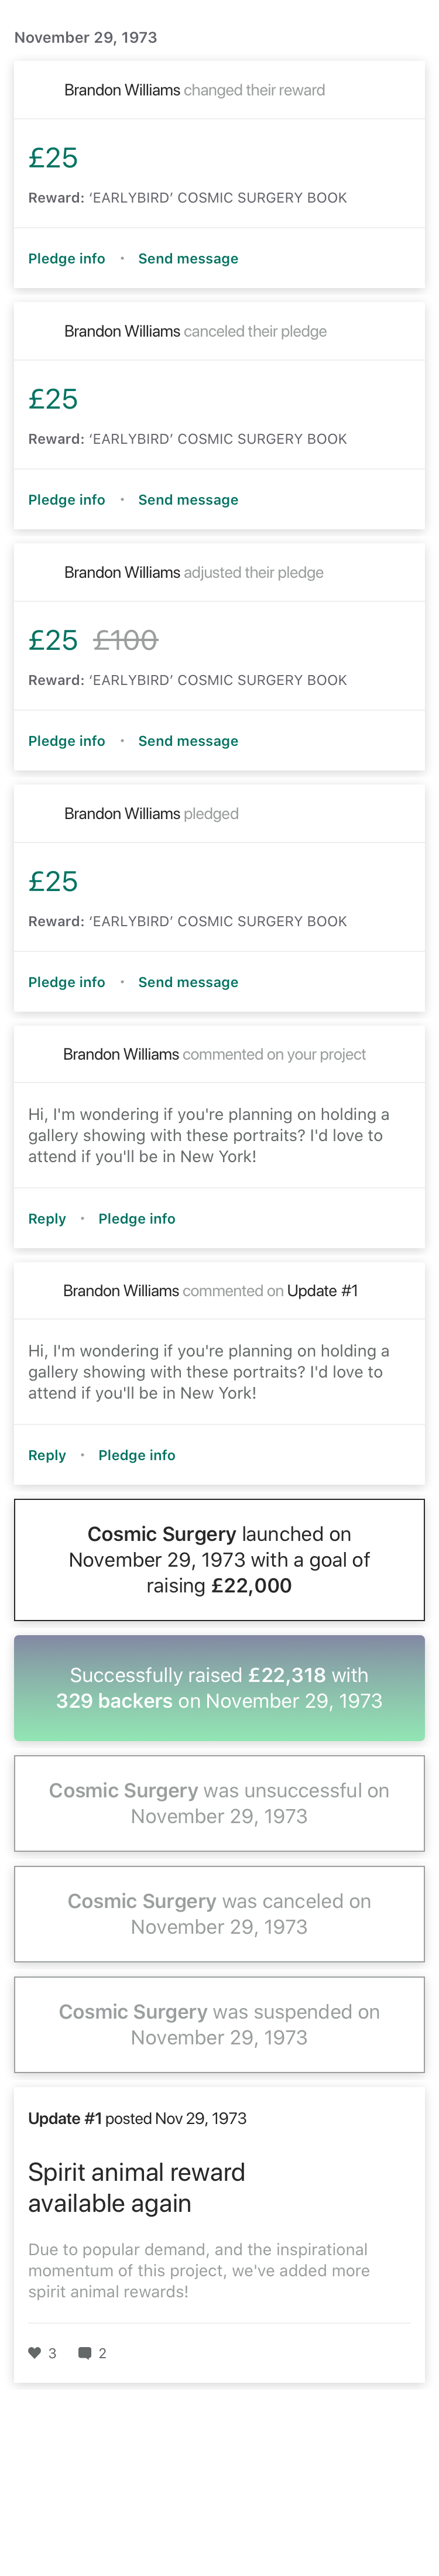 November 29, 1973
Brandon Williams changed their reward
£25
Reward: ‘EARLYBIRD’ COSMIC SURGERY BOOK
Pledge info • Send message
Brandon Williams canceled their pledge
£25
Reward: ‘EARLYBIRD’ COSMIC SURGERY BOOK
Pledge info • Send message
Brandon Williams adjusted their pledge
£25 £100
Reward: ‘EARLYBIRD’ COSMIC SURGERY BOOK
Pledge info • Send message
Brandon Williams pledged
£25
Reward: ‘EARLYBIRD’ COSMIC SURGERY BOOK
Pledge info • Send message
Brandon Williams commented on your project
Hi, I'm wondering if you're planning on holding a
gallery showing with these portraits? I'd love to
attend if you'll be in New York!
Reply • Pledge info
Brandon Williams commented on Update #1
Hi, I'm wondering if you're planning on holding a
gallery showing with these portraits? I'd love to
attend if you'll be in New York!
Reply • Pledge info
Cosmic Surgery launched on
November 29, 1973 with a goal of
raising £22,000
Successfully raised £22,318 with
329 backers on November 29, 1973
Cosmic Surgery was unsuccessful on
November 29, 1973
Cosmic Surgery was canceled on
November 29, 1973
Cosmic Surgery was suspended on
November 29, 1973
Update #1 posted Nov 29, 1973
Spirit animal reward
available again
Due to popular demand, and the inspirational
momentum of this project, we've added more
spirit animal rewards!
3 2